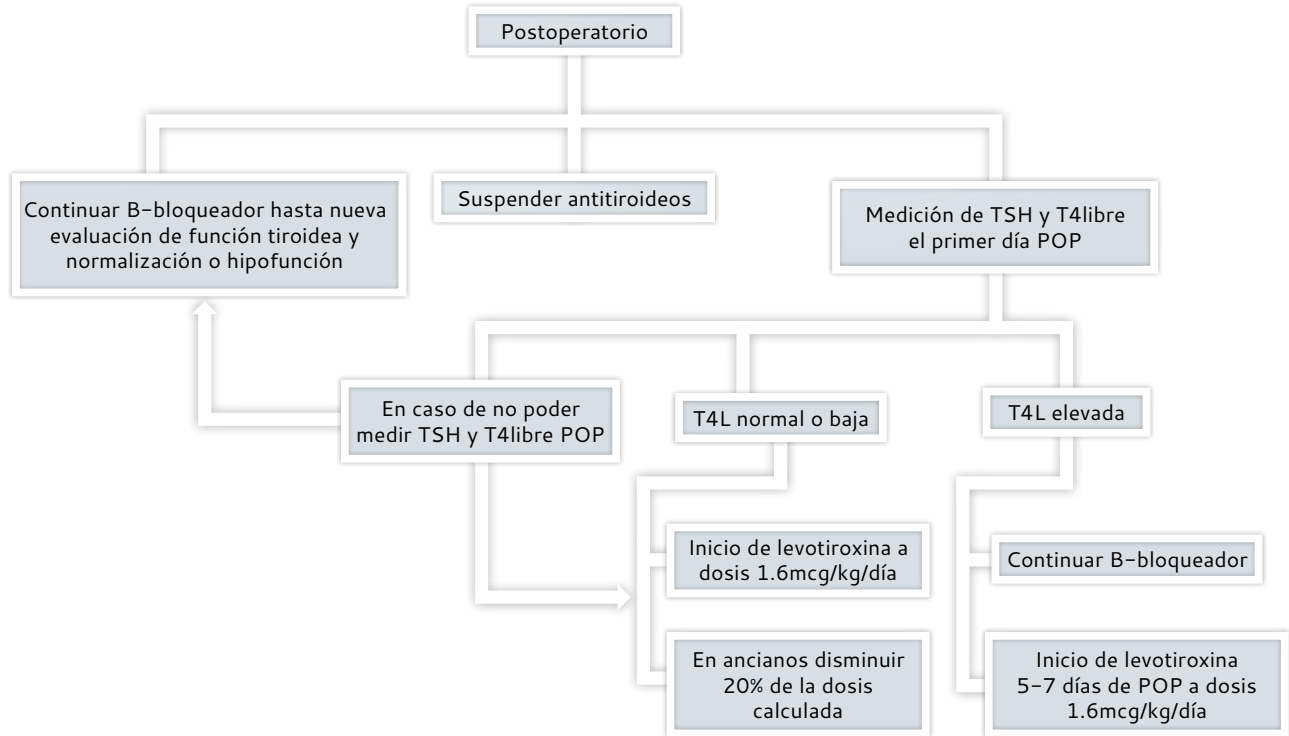 Postoperatorio
Continuar B-bloqueador hasta nueva
evaluación de función tiroidea y
normalización o hipofunción
Suspender antitiroideos
Medición de TSH y T4libre
el primer día POP
En caso de no poder
medir TSH y T4libre POP
T4L normal o baja
T4L elevada
Inicio de levotiroxina a
dosis 1.6mcg/kg/día
Continuar B-bloqueador
En ancianos disminuir
20% de la dosis
calculada
Inicio de levotiroxina
5-7 días de POP a dosis
1.6mcg/kg/día